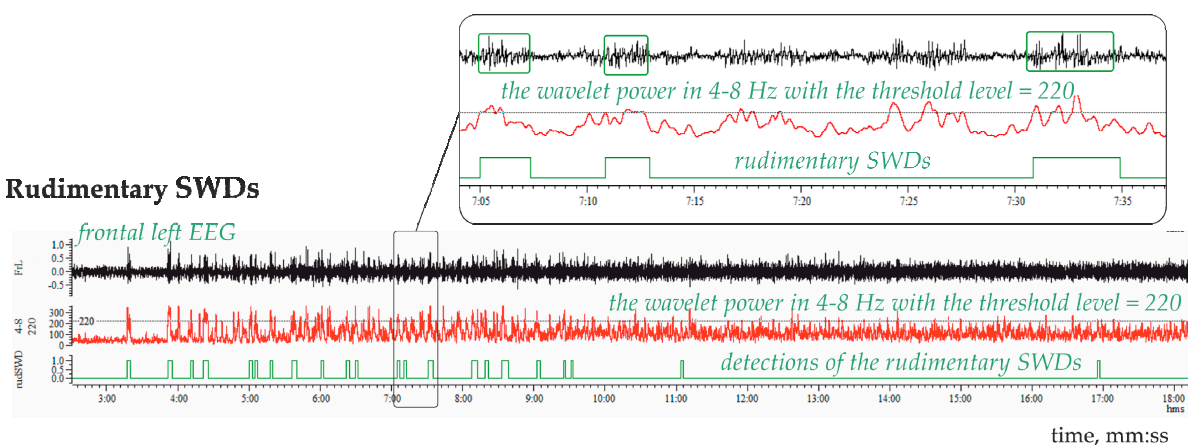 the wavelet power in 4-8 Hz with the threshold level = 220
rudimentary SWDs
7:05 7:10 7:15 7:20 7:25 7:30 7:35
Rudimentary SWDs
frontal left EEG
FrL
1.0
0.5
0.0
-0.5
the wavelet power in 4-8 Hz with the threshold level = 220
4-8
220
300
200
100
0
220
detections of the rudimentary SWDs
rudSWD
1.0
0.5
0.0
3:00 4:00 5:00 6:00 7:00 8:00 9:00 10:00 11:00 12:00 13:00 14:00 15:00 16:00 17:00 18:00
hms
time, mm:ss